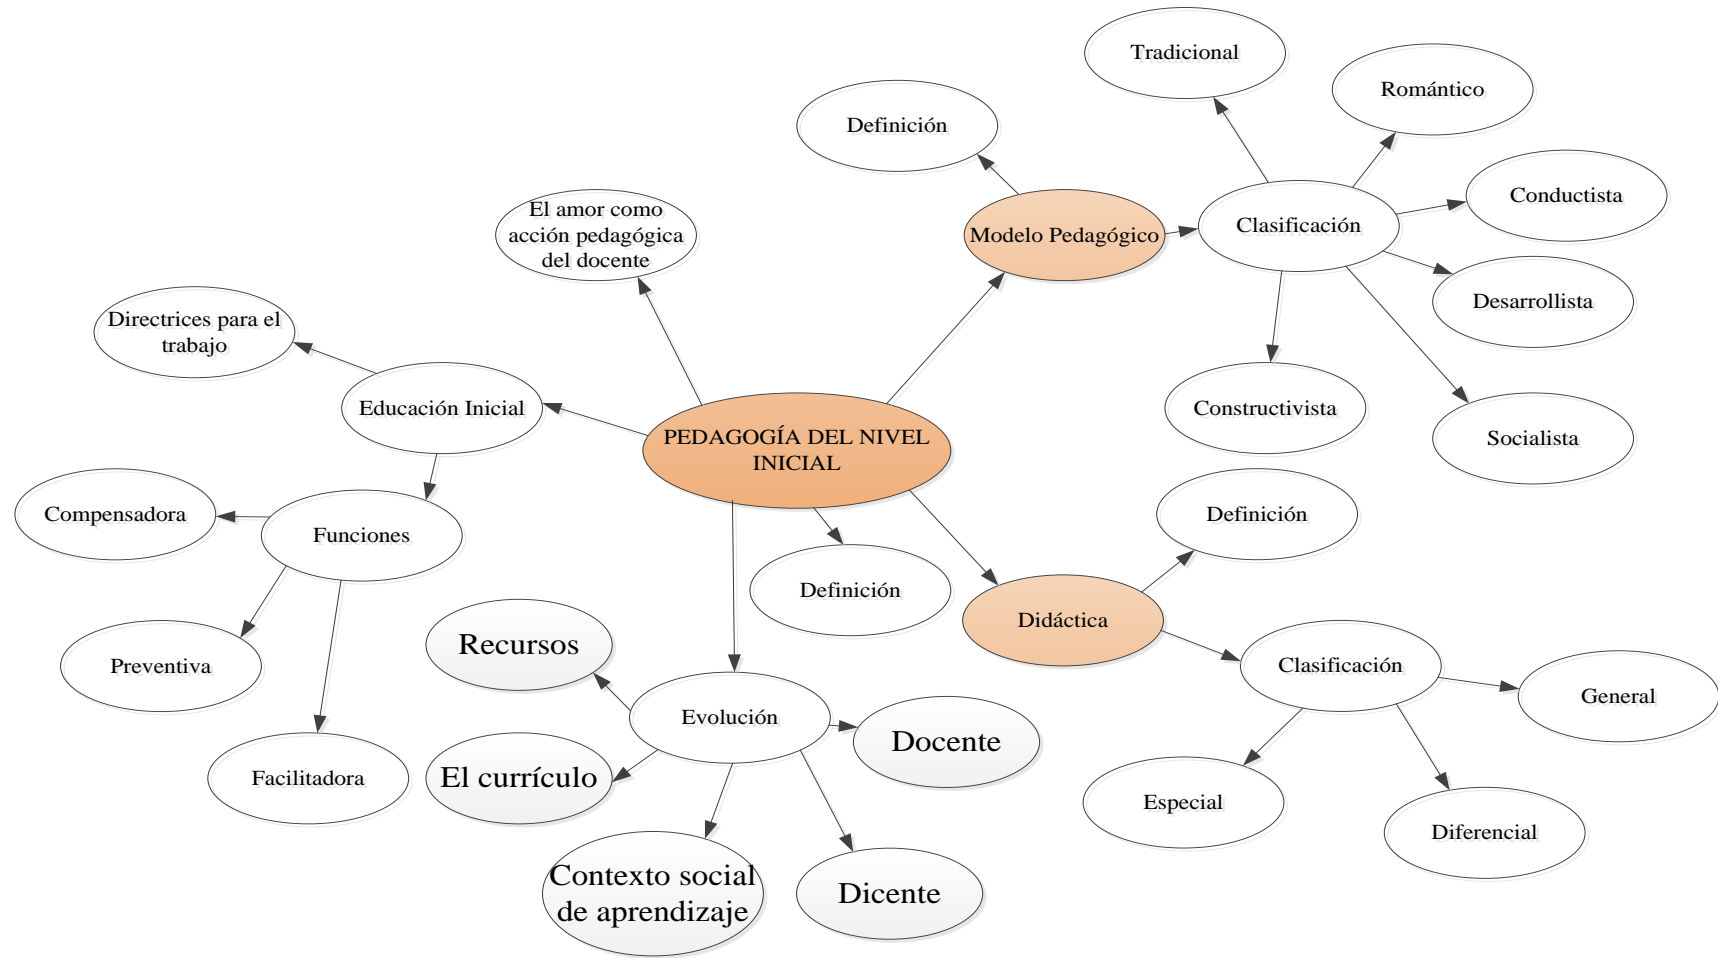 Tradicional
Romántico
Definición
Conductista
El amor como
acción pedagógica
del docente
Modelo Pedagógico
Clasificación
Desarrollista
Directrices para el
trabajo
Educación Inicial
Constructivista
Socialista
PEDAGOGÍA DEL NIVEL
INICIAL
Compensadora
Funciones
Definición
Definición
Didáctica
Recursos
Preventiva
Clasificación
General
Evolución
Docente
El currículo
Facilitadora
Especial
Diferencial
Contexto social
de aprendizaje
Dicente